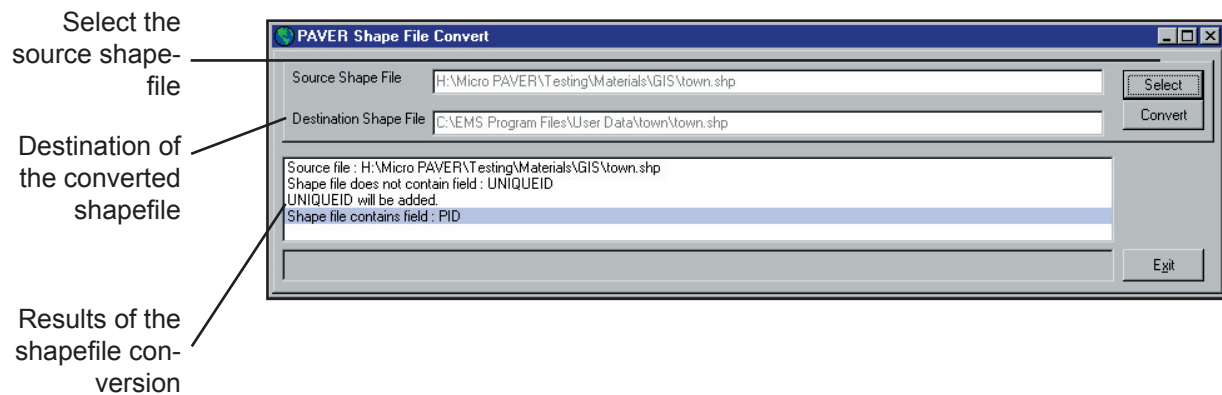 Select the
source shape-
file
Destination of
the converted
shapefile
Results of the
shapefile con-
version
PAVER Shape File Convert
Source Shape File H:\Micro PAVER\Testing\Materials\GIS\town.shp
Select
Destination Shape File C:\EMS Program Files\User Data\town\town.shp
Convert
Source file : H:\Micro PAVER\Testing\Materials\GIS\town.shp
Shape file does not contain field : UNIQUEID
UNIQUEID will be added.
Shape file contains field : PID
Exit